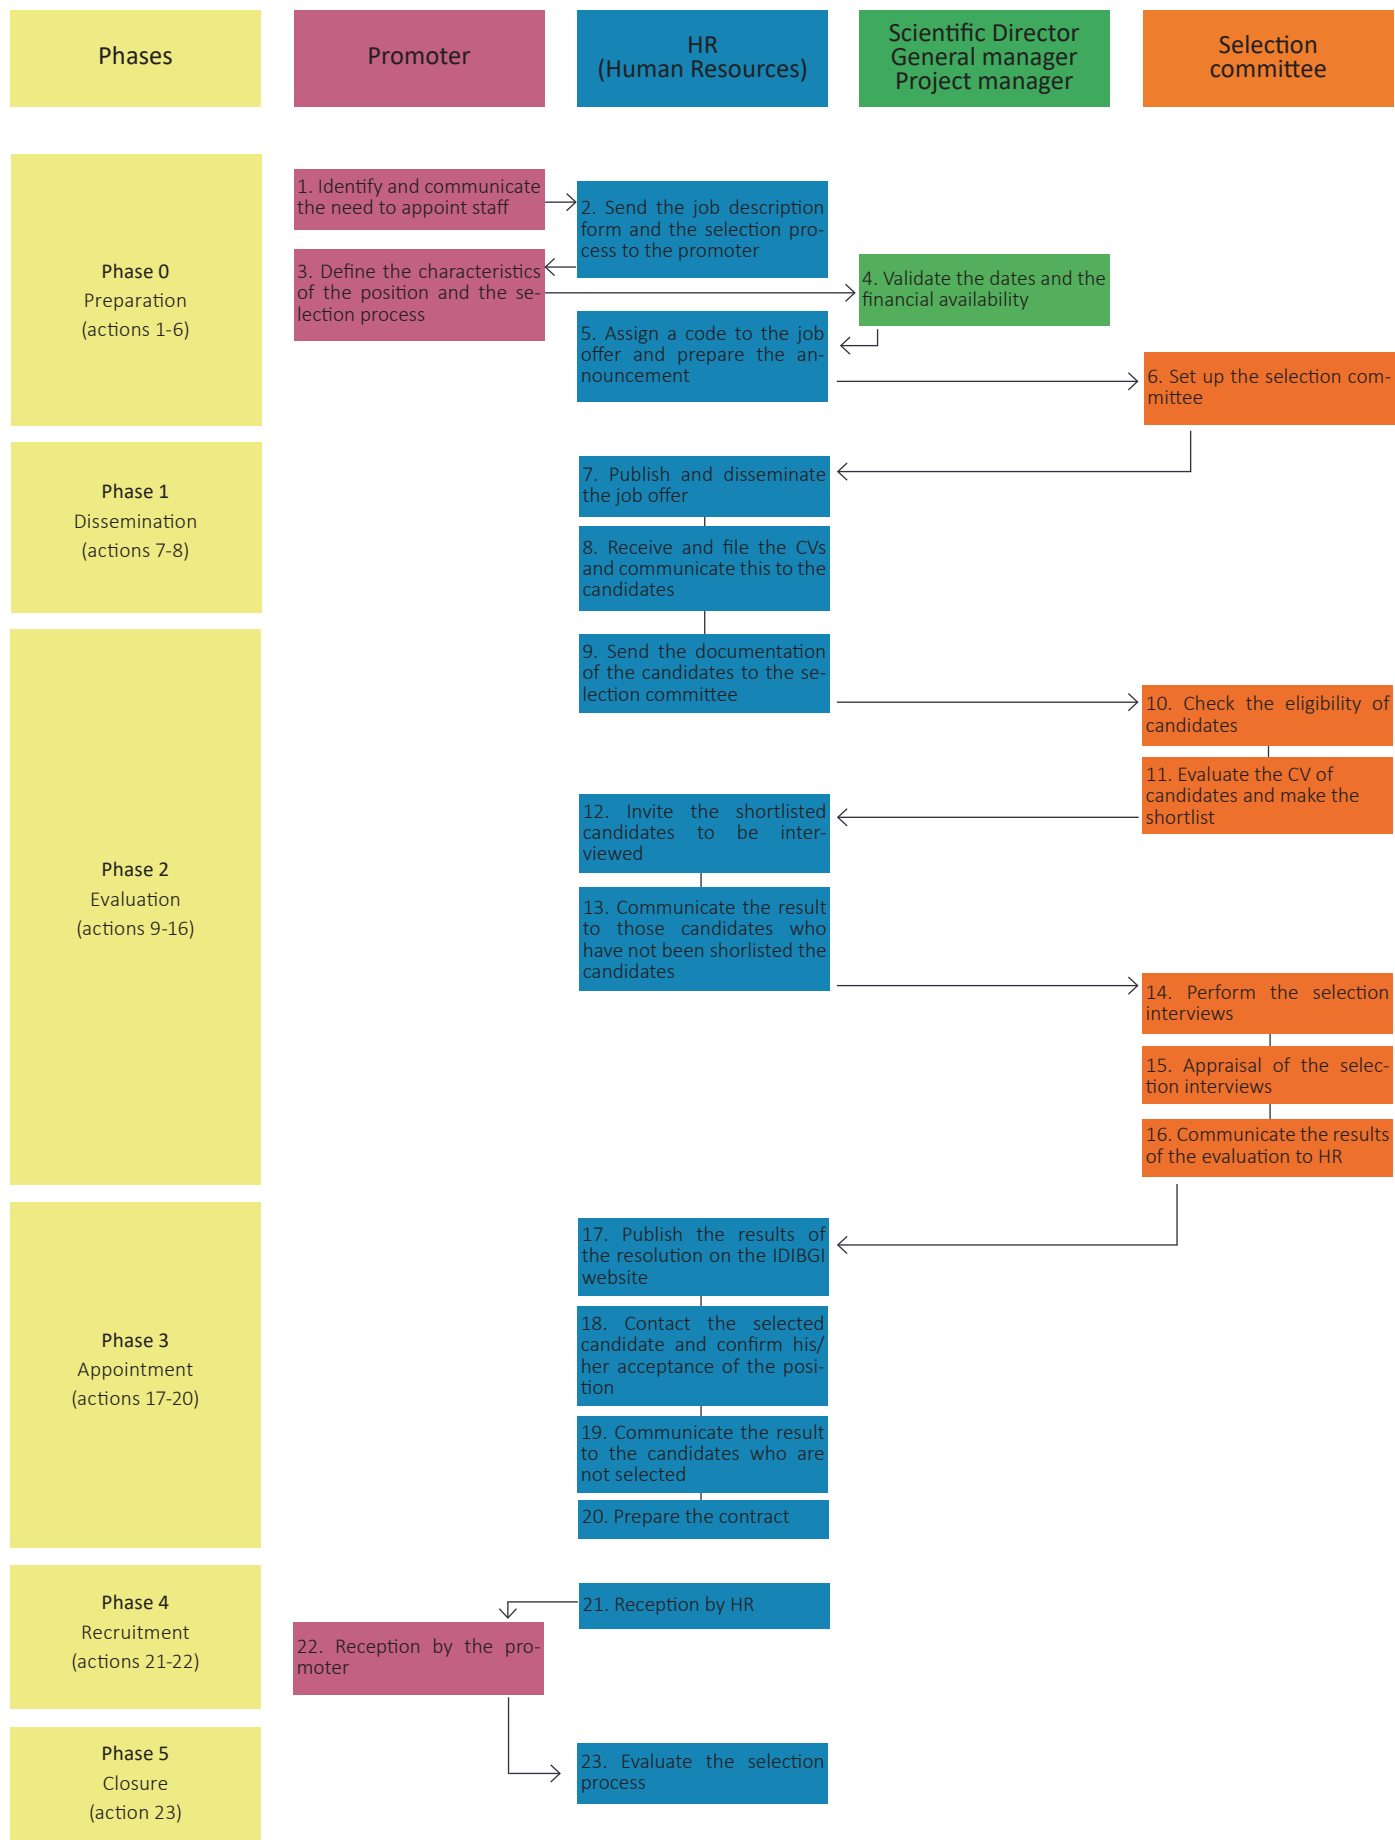 Phases
Promoter
HR
(Human Resources)
Scientific Director
General manager
Project manager
Selection
committee
Phase 0
Preparation
(actions 1-6)
1. Identify and communicate
the need to appoint staff
2. Send the job description
form and the selection pro-
cess to the promoter
3. Define the characteristics
of the position and the se-
lection process
4. Validate the dates and the
financial availability
5. Assign a code to the job
offer and prepare the an-
nouncement
6. Set up the selection com-
mittee
Phase 1
Dissemination
(actions 7-8)
7. Publish and disseminate
the job offer
8. Receive and file the CVs
and communicate this to the
candidates
Phase 2
Evaluation
(actions 9-16)
9. Send the documentation
of the candidates to the se-
lection committee
10. Check the eligibility of
candidates
11. Evaluate the CV of
candidates and make the
shortlist
12. Invite the shortlisted
candidates to be inter-
viewed
13. Communicate the result
to those candidates who
have not been shorlisted the
candidates
14. Perform the selection
interviews
15. Appraisal of the selec-
tion interviews
16. Communicate the results
of the evaluation to HR
Phase 3
Appointment
(actions 17-20)
17. Publish the results of
the resolution on the IDIBGI
website
18. Contact the selected
candidate and confirm his/
her acceptance of the posi-
tion
19. Communicate the result
to the candidates who are
not selected
20. Prepare the contract
Phase 4
Recruitment
(actions 21-22)
21. Reception by HR
22. Reception by the pro-
moter
Phase 5
Closure
(action 23)
23. Evaluate the selection
process